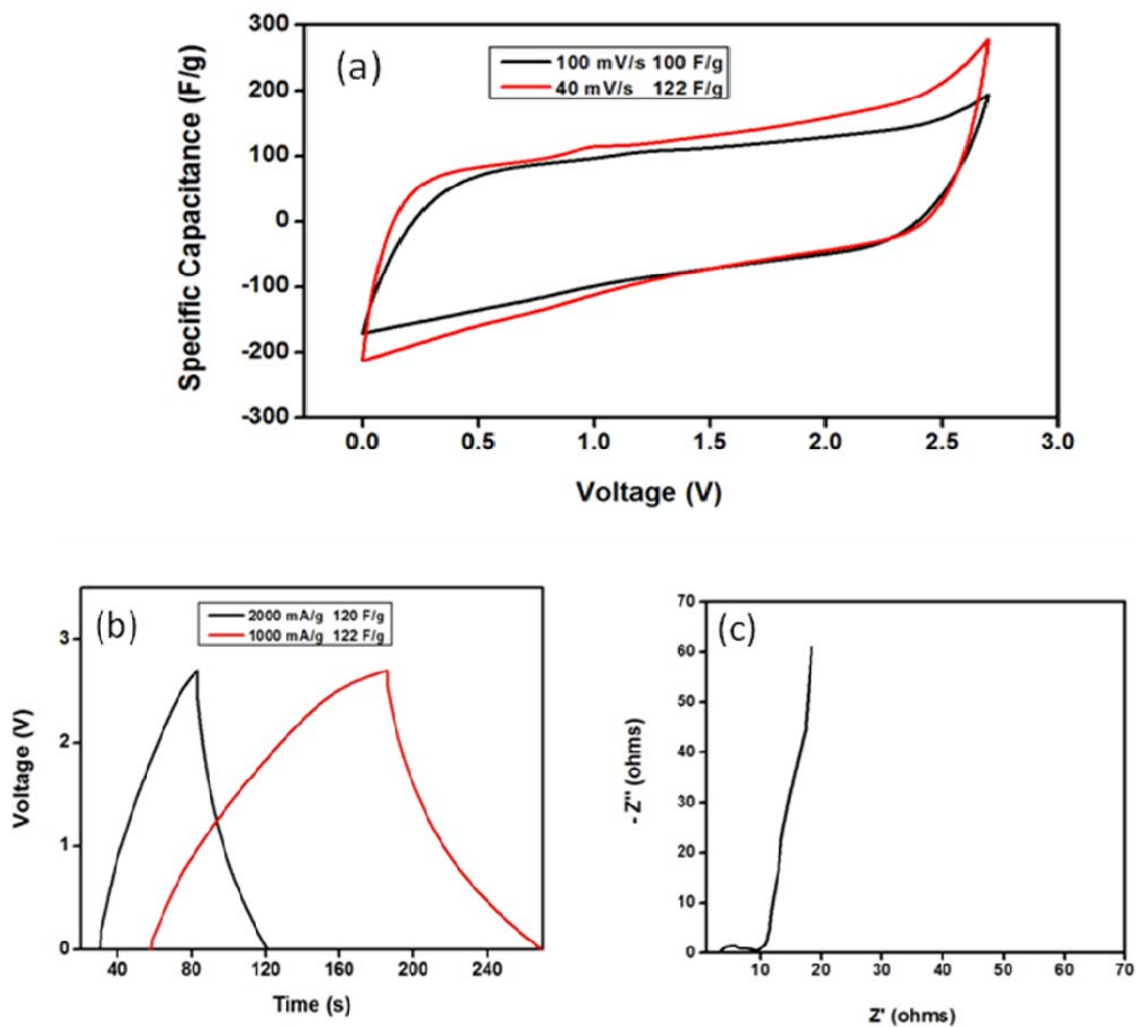 (a)
100 mV/s 100 F/g
40 mV/s 122 F/g
Specific Capacitance (F/g)
300
200
100
0
-100
-200
-300
0.0 0.5 1.0 1.5 2.0 2.5 3.0
Voltage (V)
(b)
2000 mA/g 120 F/g
1000 mA/g 122 F/g
Voltage (V)
3
2
1
0
40 80 120 160 200 240
Time (s)
(c)
- Z'' (ohms)
70
60
50
40
30
20
10
0
10 20 30 40 50 60 70
Z' (ohms)